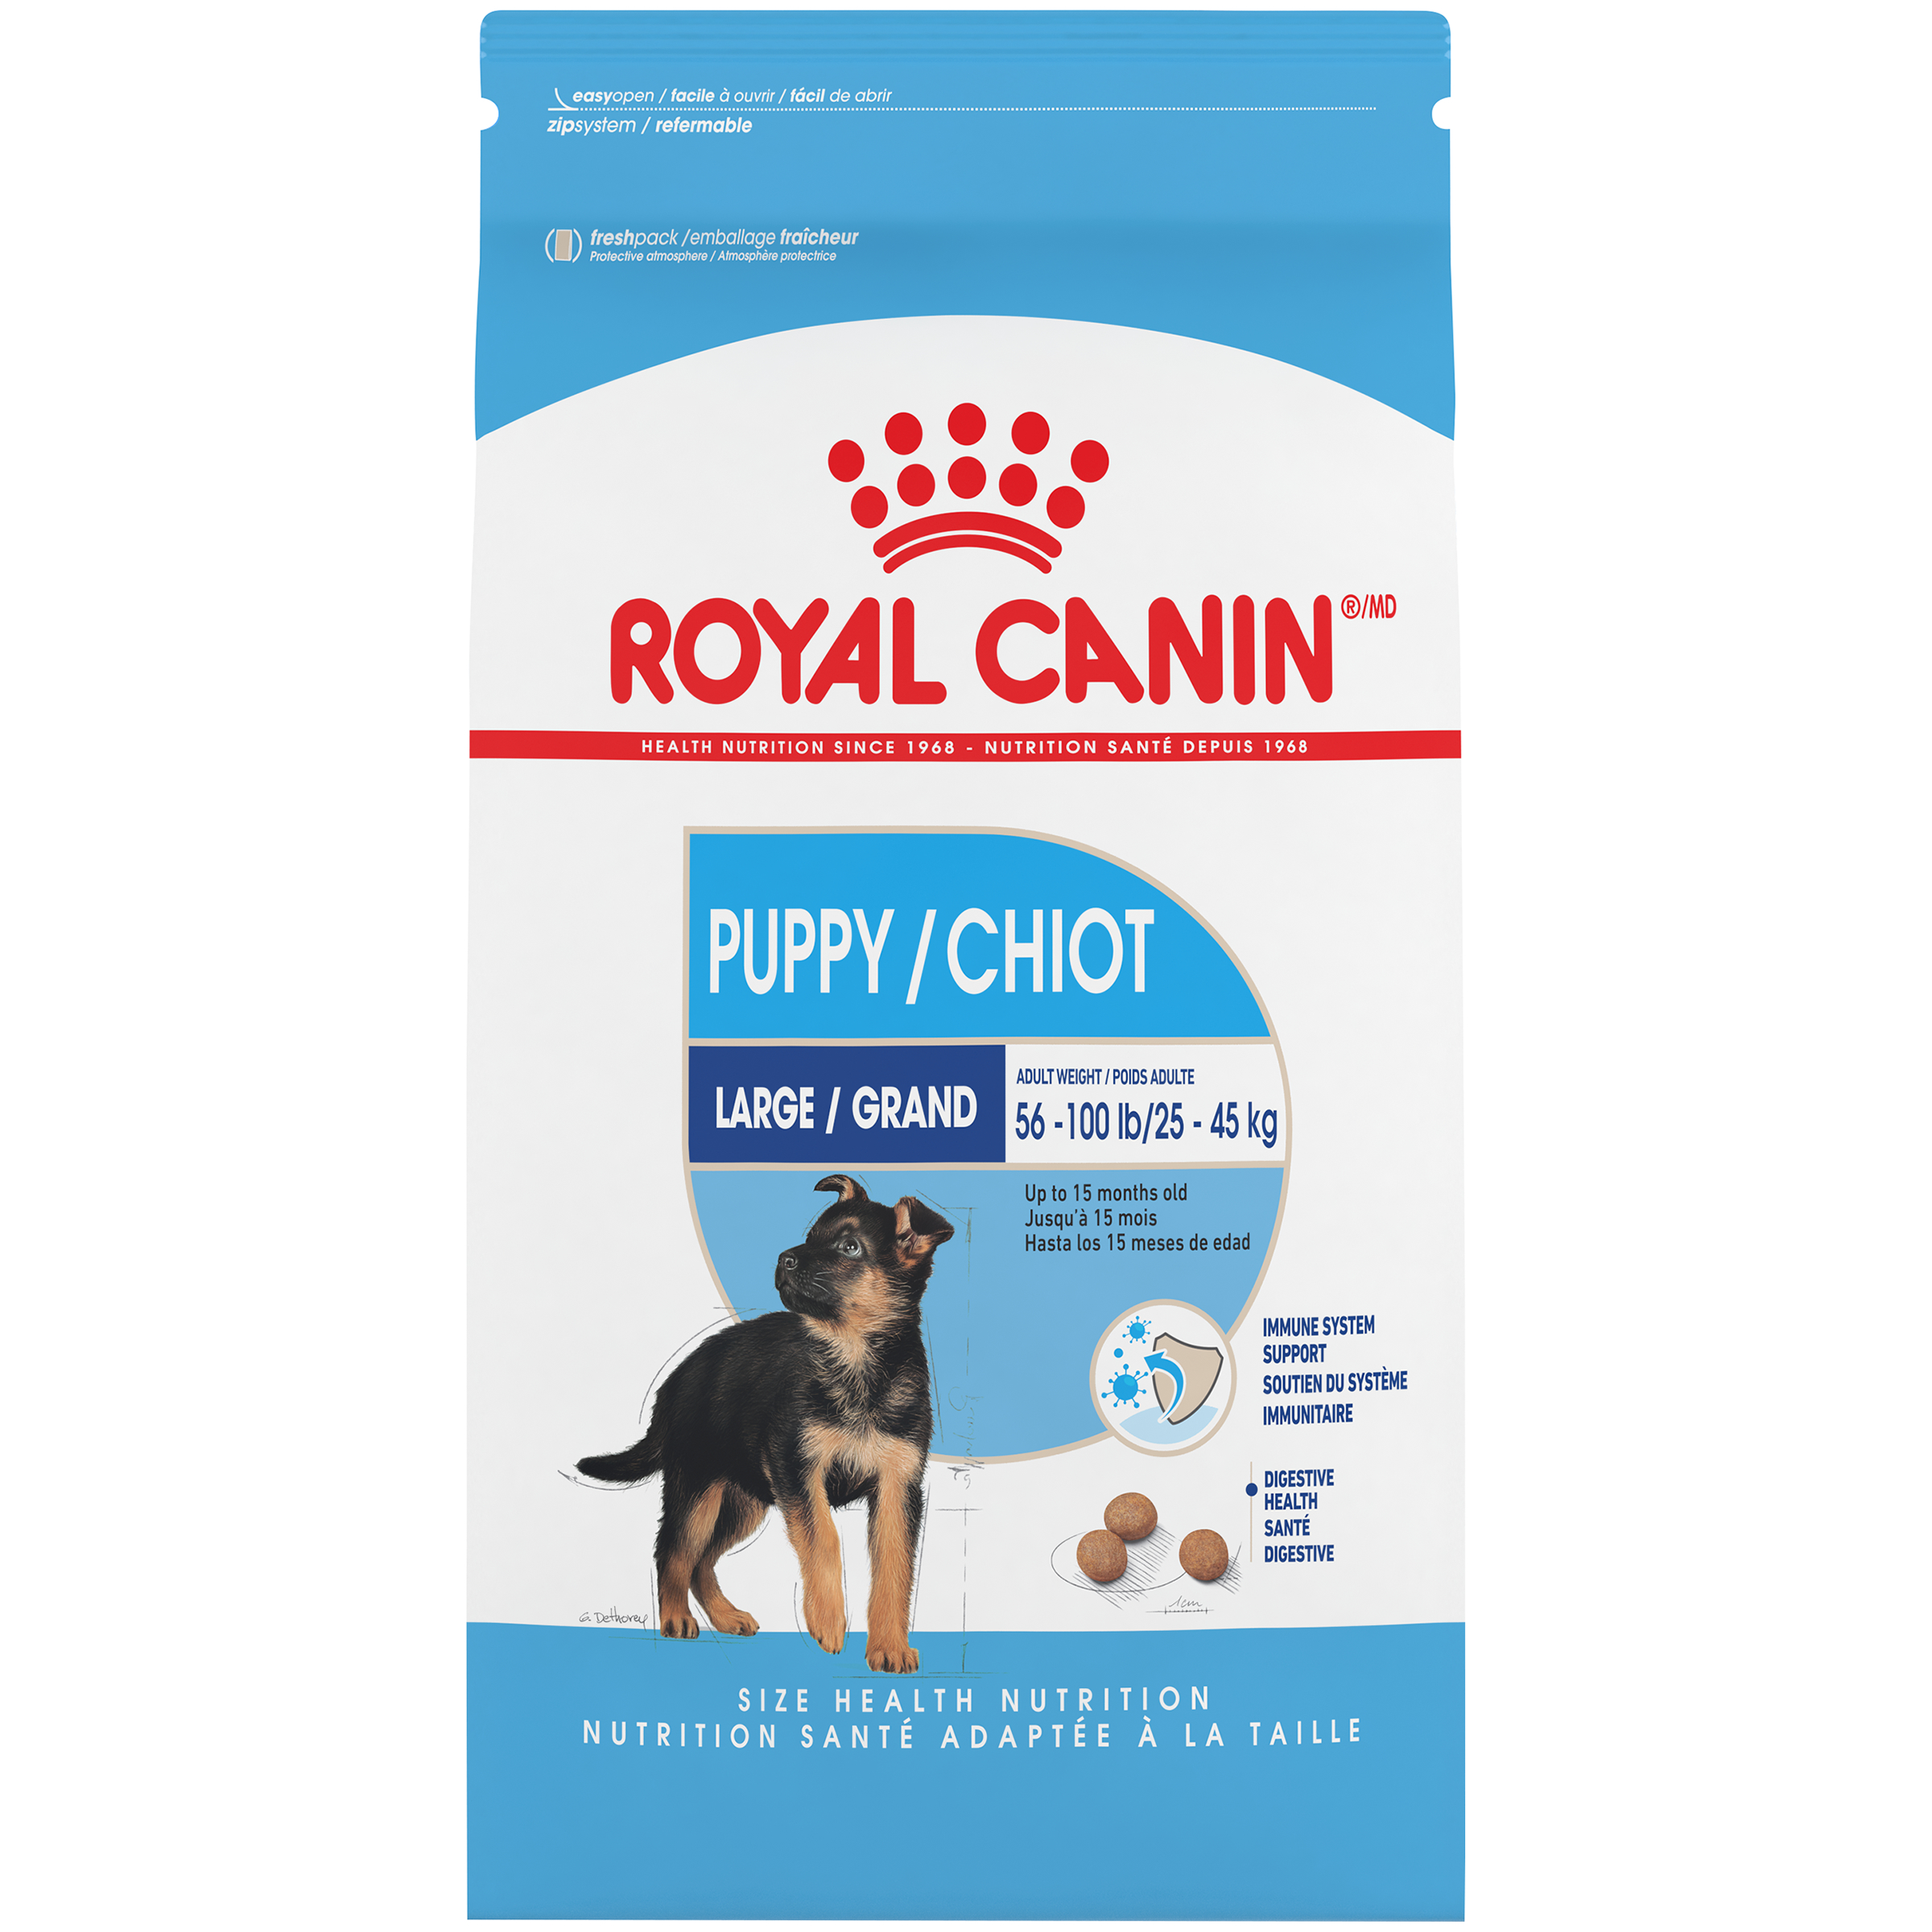 easyopen / facile à ouvrir / fácil de abrir
zipsystem / refermable
freshpack /emballage fraîcheur
Protective atmosphere / Atmosphère protectrice
ROYAL CANIN®/MD
HEALTH NUTRITION SINCE 1968 - NUTRITION SANTÉ DEPUIS 1968
PUPPY / CHIOT
LARGE / GRAND
ADULT WEIGHT / POIDS ADULTE
56 -100 lb/25 - 45 kg
Up to 15 months old
Jusqu'à 15 mois
Hasta los 15 meses de edad
IMMUNE SYSTEM
SUPPORT
SOUTIEN DU SYSTÈME
IMMUNITAIRE
DIGESTIVE
HEALTH
SANTÉ
DIGESTIVE
1cm
G. Dethorey
SIZE HEALTH NUTRITION
NUTRITION SANTÉ ADAPTÉE À LA TAILLE